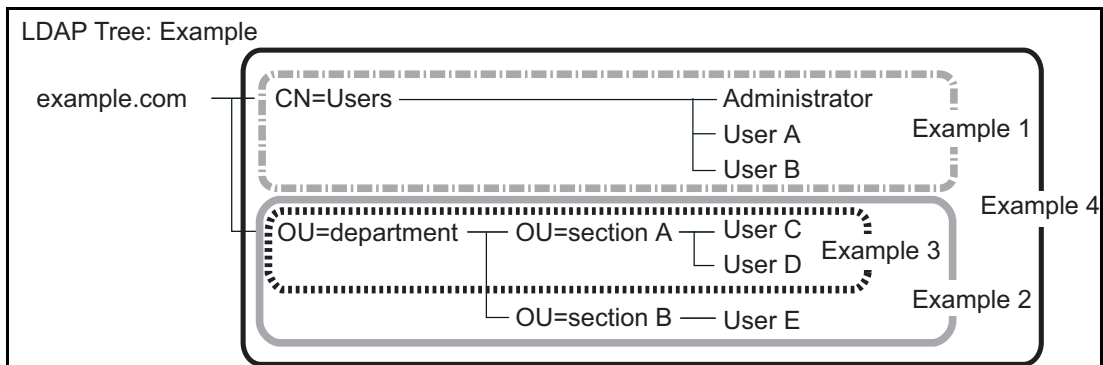 LDAP Tree: Example
example.com
CN=Users
Administrator
User A
User B
Example 1
Example 4
OU=department
OU=section A
User C
User D
Example 3
Example 2
OU=section B
User E